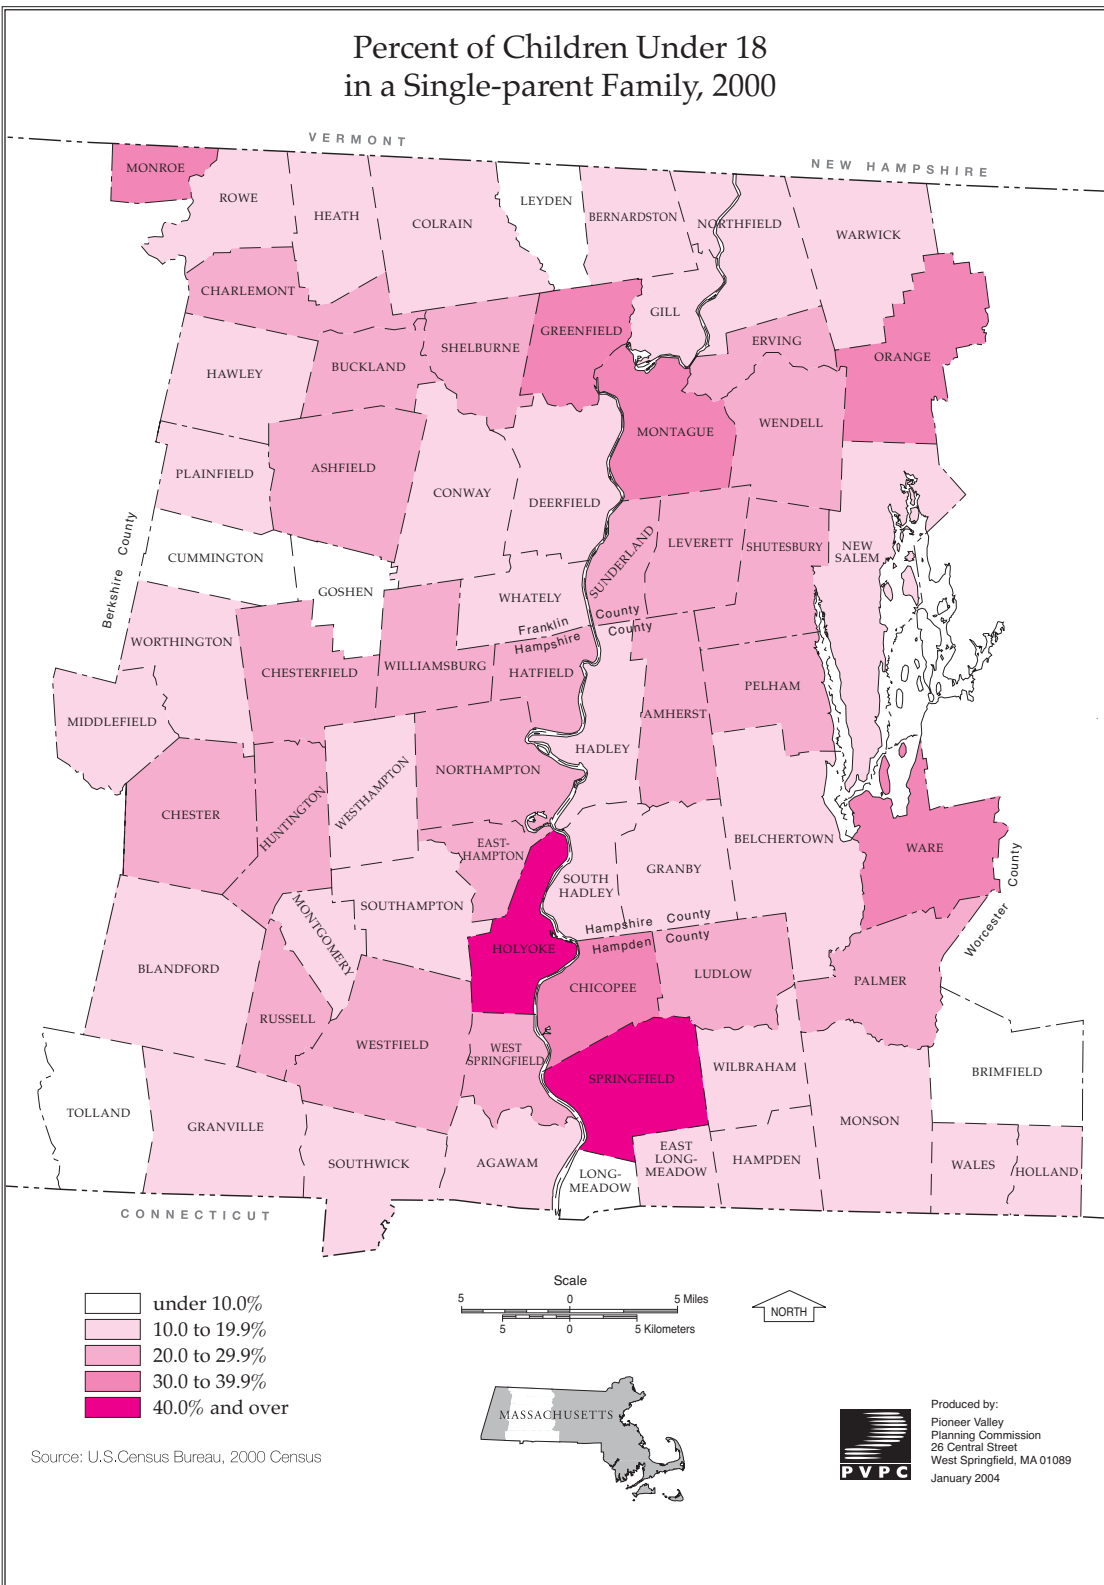 Percent of Children Under 18
in a Single-parent Family, 2000
VERMONT
NEW HAMPSHIRE
MONROE
ROWE
HEATH
COLRAIN
LEYDEN
BERNARDSTON
NORTHFIELD
WARWICK
CHARLEMONT
GREENFIELD
GILL
ERVING
ORANGE
SHELBURNE
BUCKLAND
HAWLEY
MONTAGUE
WENDELL
PLAINFIELD
ASHFIELD
CONWAY
DEERFIELD
SUNDERLAND
LEVERETT
SHUTESBURY
NEW
SALEM
Berkshire County
CUMMINGTON
GOSHEN
WHATELY
Franklin County
Hampshire County
WORTHINGTON
CHESTERFIELD
WILLIAMSBURG
HATFIELD
PELHAM
MIDDLEFIELD
AMHERST
HADLEY
NORTHAMPTON
WESTHAMPTON
HUNTINGTON
CHESTER
EAST-
HAMPTON
BELCHERTOWN
WARE
SOUTH
HADLEY
GRANBY
SOUTHAMPTON
MONTGOMERY
Hampshire County
Hampden County
Worcester County
HOLYOKE
BLANDFORD
CHICOPEE
LUDLOW
PALMER
RUSSELL
WESTFIELD
WEST
SPRINGFIELD
SPRINGFIELD
WILBRAHAM
BRIMFIELD
TOLLAND
GRANVILLE
MONSON
SOUTHWICK
AGAWAM
LONG-
MEADOW
EAST
LONG-
MEADOW
HAMPDEN
WALES
HOLLAND
CONNECTICUT
under 10.0%
10.0 to 19.9%
20.0 to 29.9%
30.0 to 39.9%
40.0% and over
Source: U.S.Census Bureau, 2000 Census
Scale
5 0 5 Miles
5 0 5 Kilometers
NORTH
MASSACHUSETTS
PVPC
Produced by:
Pioneer Valley
Planning Commission
26 Central Street
West Springfield, MA 01089
January 2004